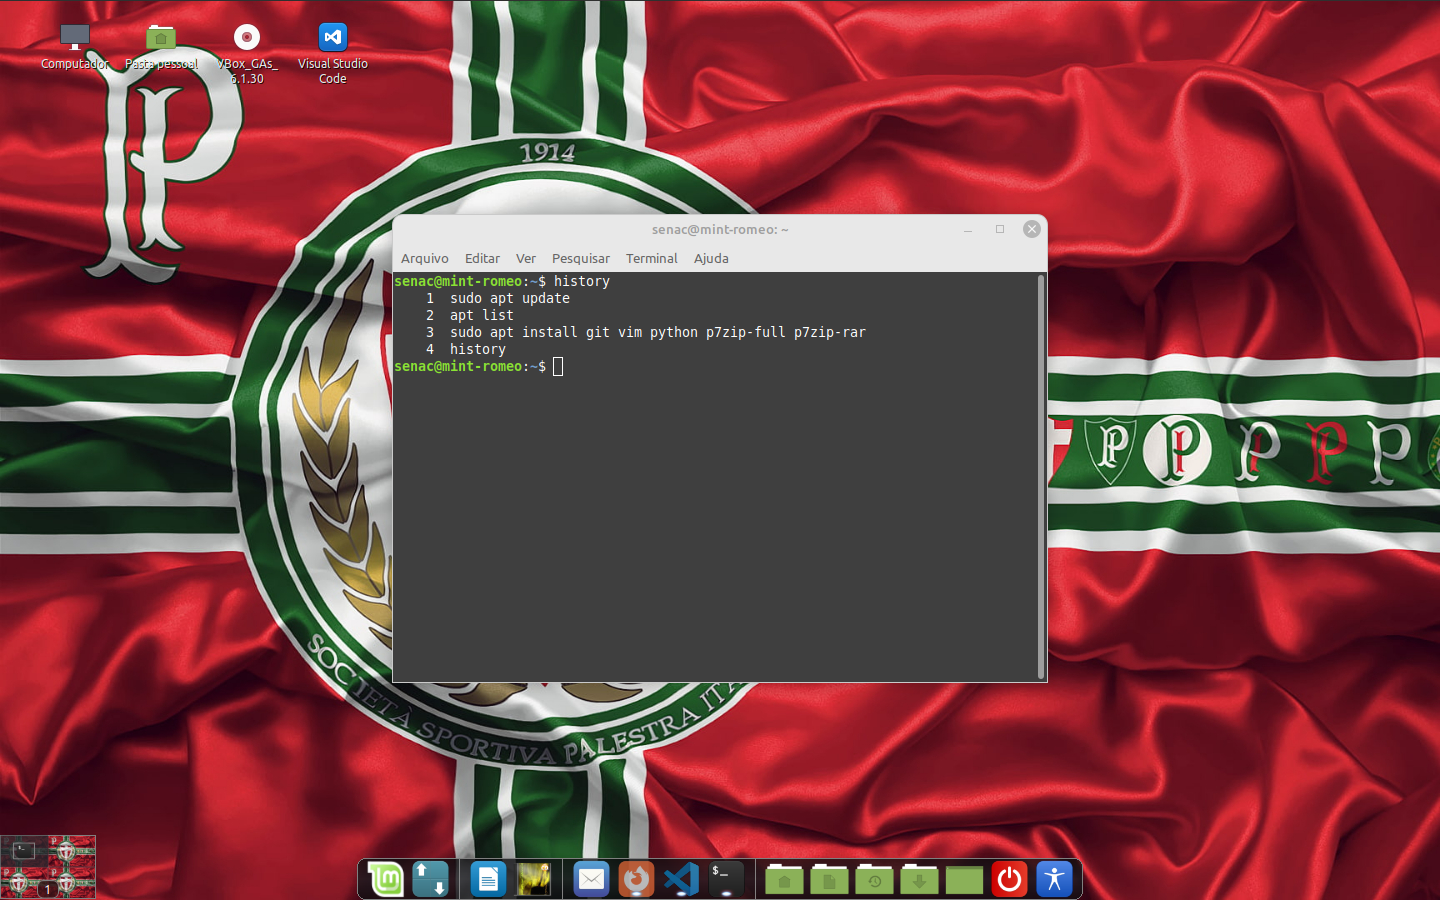 Computador
Pasta pessoal
VBox_GAs_
6.1.30
Visual Studio
Code
P
1914
senac@mint-romeo: ~
Arquivo Editar Ver Pesquisar Terminal Ajuda
senac@mint-romeo:~$ history
1 sudo apt update
2 apt list
3 sudo apt install git vim python p7zip-full p7zip-rar
4 history
senac@mint-romeo:~$
SOCIETÀ SPORTIVA PALESTRA ITA
1
$_